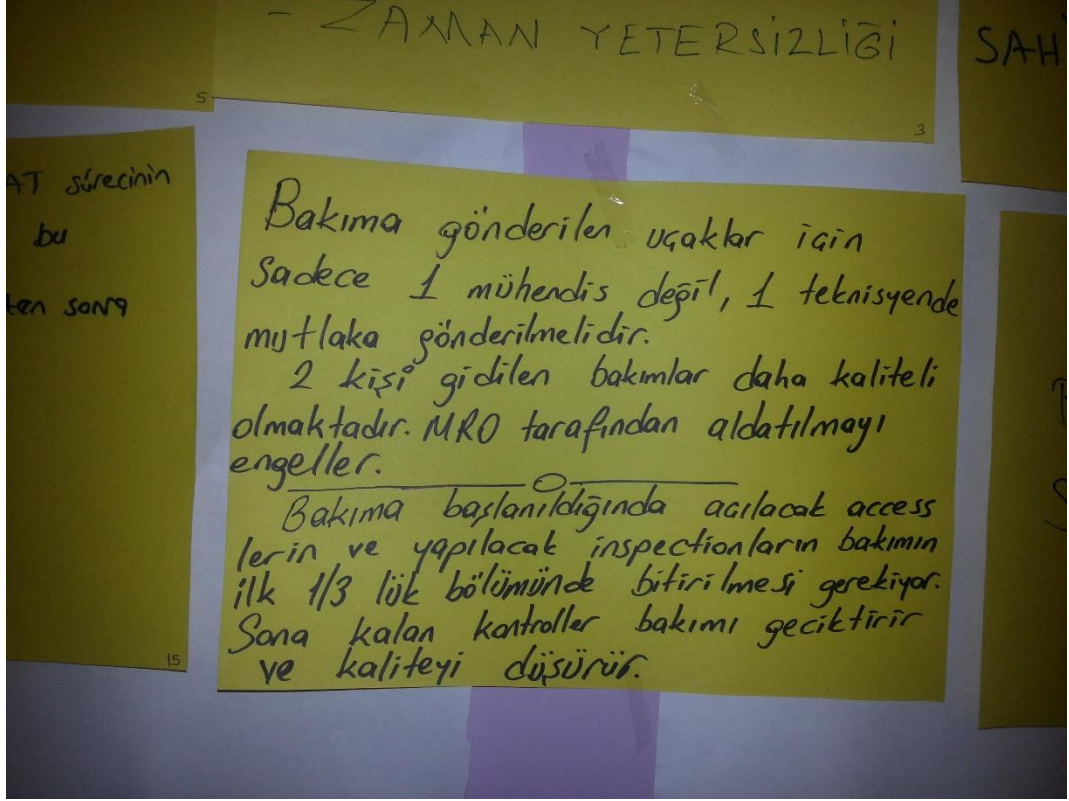 - ZAMAN YETERSİZLİĞİ
SAH
5
3
AT sürecinin
bu
ten sonra
15
Bakıma gönderilen uçaklar için
sadece 1 mühendis değil, 1 teknisyende
mutlaka gönderilmelidir.
2 kişi gidilen bakımlar daha kaliteli
olmaktadır. MRO tarafından aldatılmayı
engeller.
Bakıma başlanıldığında açılacak access
lerin ve yapılacak inspectionların bakımın
ilk 1/3 lük bölümünde bitirilmesi gerekiyor.
Sona kalan kontroller bakımı geciktirir
ve kaliteyi düşürür.